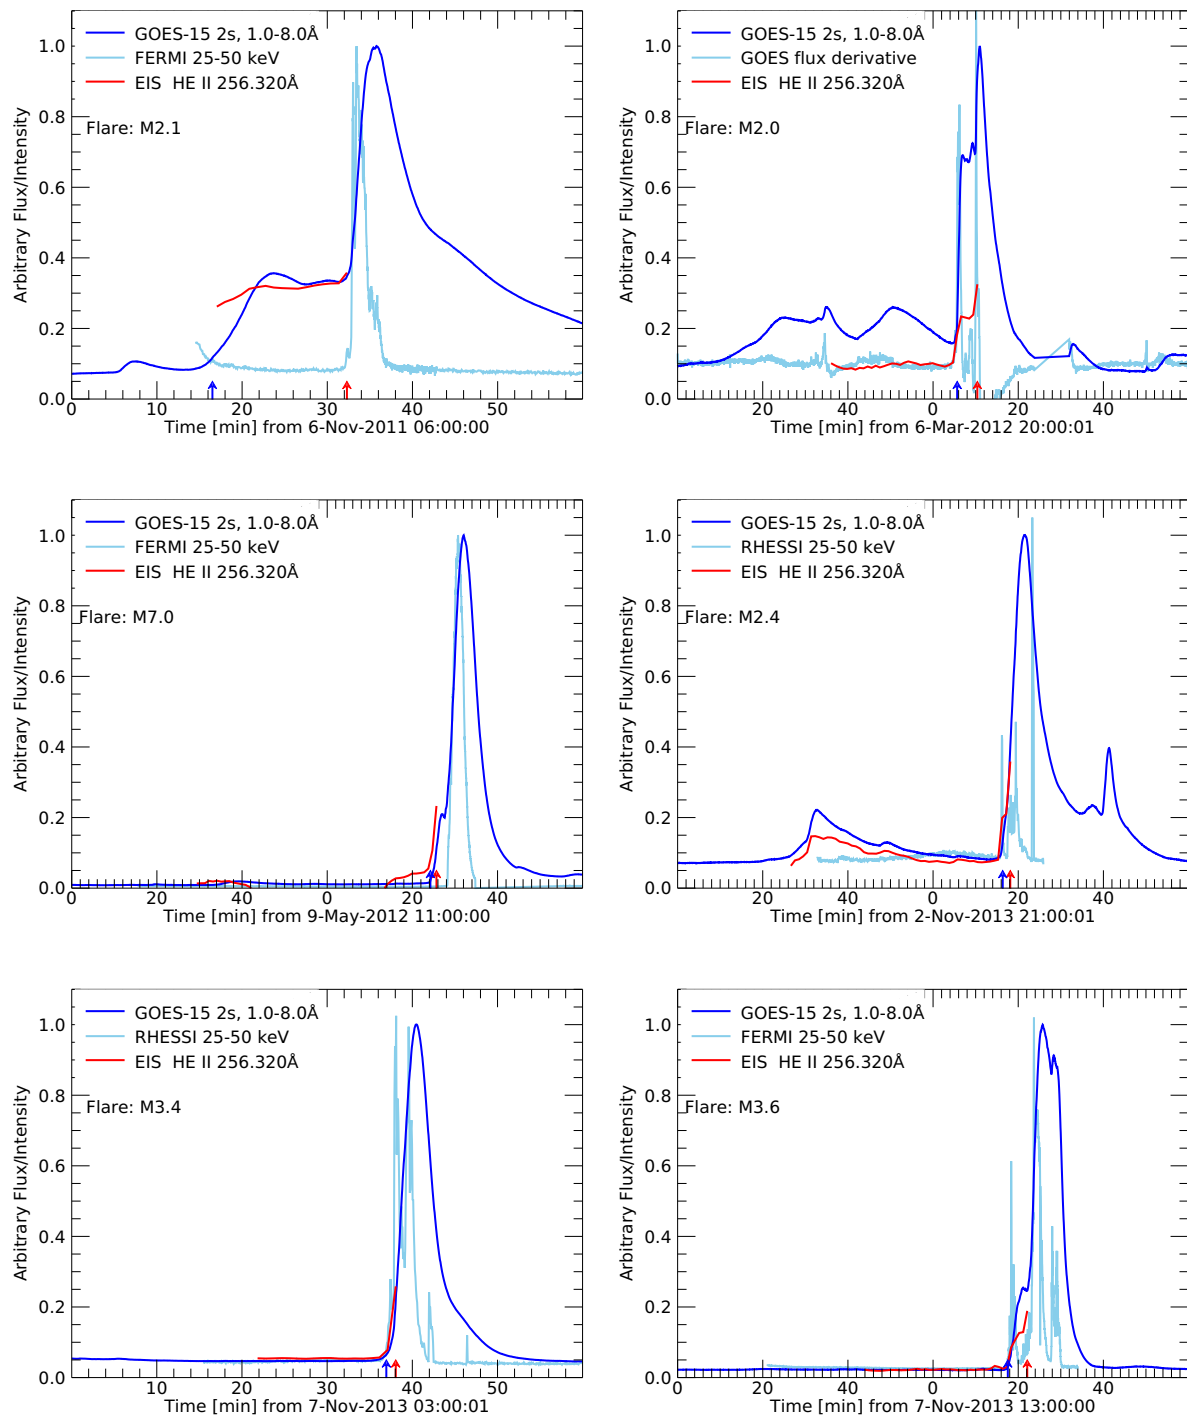 GOES-15 2s, 1.0-8.0Å
FERMI 25-50 keV
EIS HE II 256.320Å
Flare: M2.1
Arbitrary Flux/Intensity
1.0
0.8
0.6
0.4
0.2
0.0
0 10 20 30 40 50
Time [min] from 6-Nov-2011 06:00:00
GOES-15 2s, 1.0-8.0Å
GOES flux derivative
EIS HE II 256.320Å
Flare: M2.0
Arbitrary Flux/Intensity
1.0
0.8
0.6
0.4
0.2
0.0
20 40 0 20 40
Time [min] from 6-Mar-2012 20:00:01
GOES-15 2s, 1.0-8.0Å
FERMI 25-50 keV
EIS HE II 256.320Å
Flare: M7.0
Arbitrary Flux/Intensity
1.0
0.8
0.6
0.4
0.2
0.0
0 20 40 0 20 40
Time [min] from 9-May-2012 11:00:00
GOES-15 2s, 1.0-8.0Å
RHESSI 25-50 keV
EIS HE II 256.320Å
Flare: M2.4
Arbitrary Flux/Intensity
1.0
0.8
0.6
0.4
0.2
0.0
20 40 0 20 40
Time [min] from 2-Nov-2013 21:00:01
GOES-15 2s, 1.0-8.0Å
RHESSI 25-50 keV
EIS HE II 256.320Å
Flare: M3.4
Arbitrary Flux/Intensity
1.0
0.8
0.6
0.4
0.2
0.0
10 20 30 40 50
Time [min] from 7-Nov-2013 03:00:01
GOES-15 2s, 1.0-8.0Å
FERMI 25-50 keV
EIS HE II 256.320Å
Flare: M3.6
Arbitrary Flux/Intensity
1.0
0.8
0.6
0.4
0.2
0.0
0 20 40 0 20 40
Time [min] from 7-Nov-2013 13:00:00